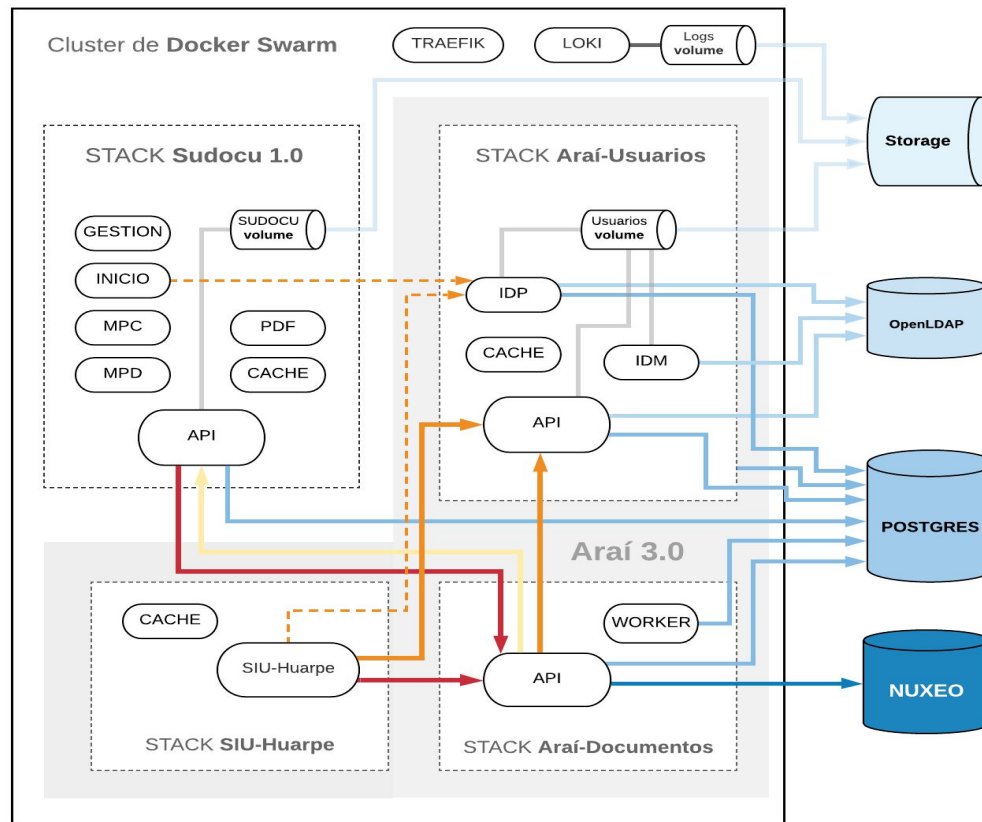 Cluster de Docker Swarm
TRAEFIK
LOKI
Logs
volume
Storage
STACK Sudocu 1.0
GESTION
SUDOCU
volume
INICIO
MPC
PDF
MPD
CACHE
API
STACK Araí-Usuarios
Usuarios
volume
IDP
CACHE
IDM
API
OpenLDAP
POSTGRES
Araí 3.0
CACHE
SIU-Huarpe
STACK SIU-Huarpe
WORKER
API
STACK Araí-Documentos
NUXEO